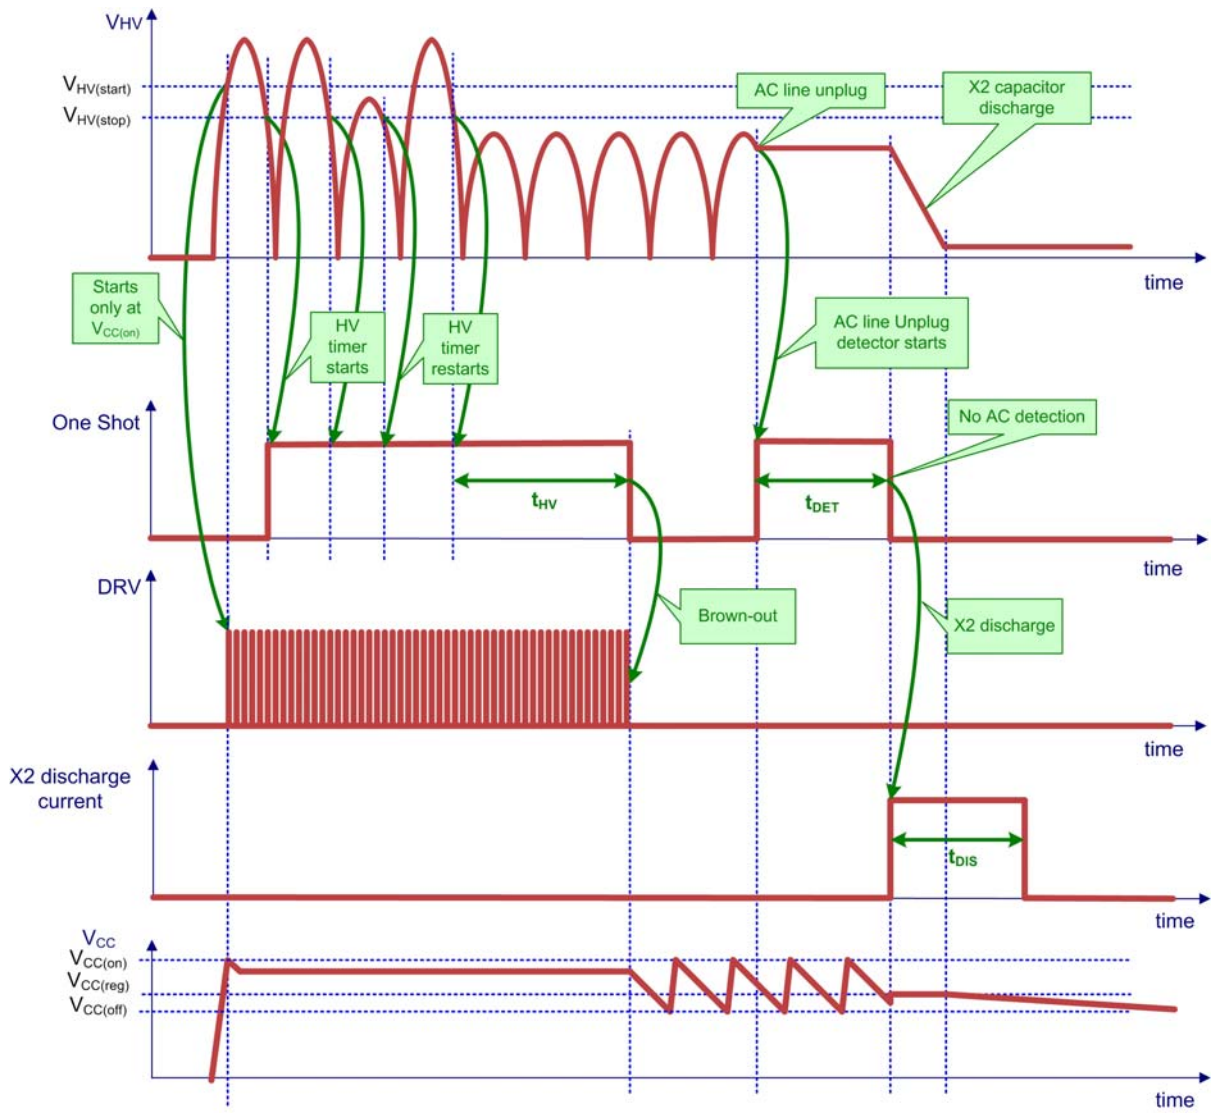 VHV
VHV(start)
VHV(stop)
AC line unplug
X2 capacitor
discharge
time
Starts
only at
VCC(on)
HV
timer
starts
HV
timer
restarts
AC line Unplug
detector starts
One Shot
No AC detection
tHV
tDET
time
DRV
Brown-out
X2 discharge
time
X2 discharge
current
tDIS
time
VCC
VCC(on)
VCC(reg)
VCC(off)
time